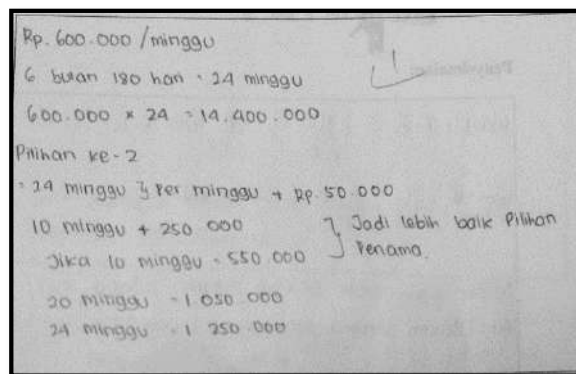 Rp. 600.000 /minggu
6 bulan 180 hari = 24 minggu
600.000 × 24 = 14.400.000
Pilihan ke-2
= 24 minggu } Per minggu + Rp. 50.000
10 minggu + 250 000
Jika 10 minggu = 550.000
} Jadi lebih baik Pilihan
Pertama.
20 minggu = 1 050 000
24 minggu = 1 250 000